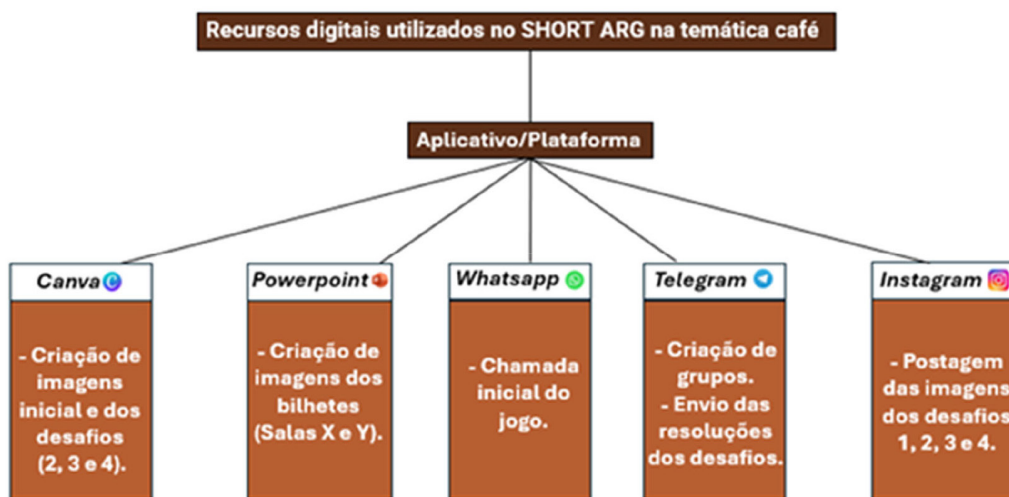 Recursos digitais utilizados no SHORT ARG na temática café
Aplicativo/Plataforma
Canva
- Criação de
imagens
inicial e dos
desafios
(2, 3 e 4).
Powerpoint
- Criação de
imagens dos
bilhetes
(Salas X e Y).
Whatsapp
- Chamada
inicial do
jogo.
Telegram
- Criação de
grupos.
- Envio das
resoluções
dos desafios.
Instagram
- Postagem
das imagens
dos desafios
1, 2, 3 e 4.